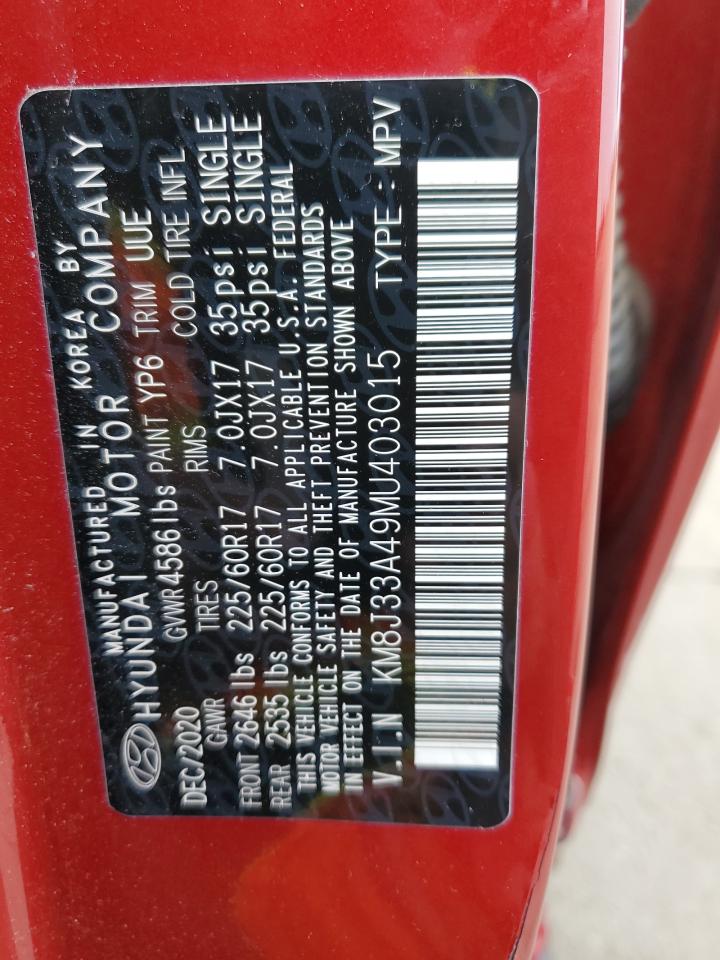 MANUFACTURED IN KOREA BY
HYUNDAI MOTOR COMPANY
DEC/2020 GVWR 4586 lbs PAINT YP6 TRIM UUE
GAWR TIRES RIMS COLD TIRE INFL
FRONT 2646 lbs 225/60R17 7.0JX17 35psi SINGLE
REAR 2535 lbs 225/60R17 7.0JX17 35psi SINGLE
THIS VEHICLE CONFORMS TO ALL APPLICABLE U.S.A. FEDERAL
MOTOR VEHICLE SAFETY AND THEFT PREVENTION STANDARDS
IN EFFECT ON THE DATE OF MANUFACTURE SHOWN ABOVE
V.I.N KM8J33A49MU403015 TYPE : MPV